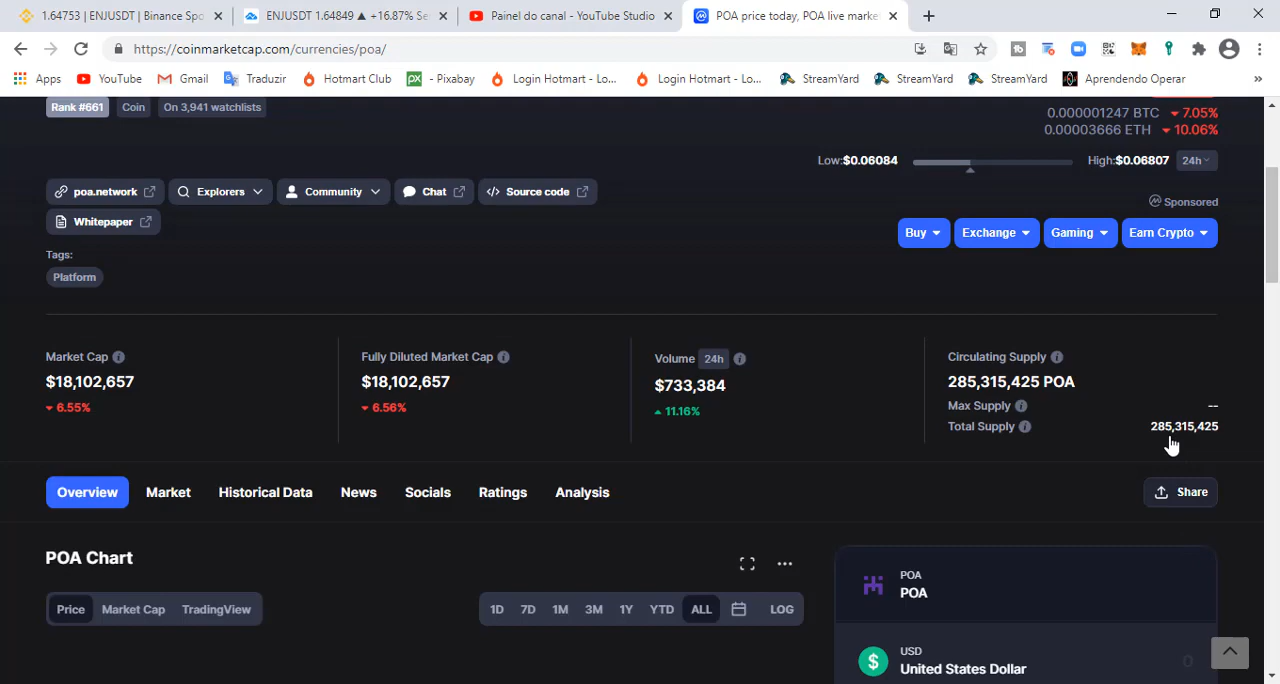 1.64753 | ENJUSDT | Binance Spo
ENJUSDT 1.64849 ▲ +16.87% Se
Painel do canal - YouTube Studio
POA price today, POA live marke
https://coinmarketcap.com/currencies/poa/
Apps
YouTube
Gmail
Traduzir
Hotmart Club
- Pixabay
Login Hotmart - Lo...
Login Hotmart - Lo...
StreamYard
StreamYard
StreamYard
Aprendendo Operar
Rank #661
Coin
On 3,941 watchlists
0.000001247 BTC 7.05%
0.00003666 ETH 10.06%
Low:$0.06084
High:$0.06807
24h
poa.network
Explorers
Community
Chat
Source code
Whitepaper
Sponsored
Buy
Exchange
Gaming
Earn Crypto
Tags:
Platform
Market Cap
$18,102,657
6.55%
Fully Diluted Market Cap
$18,102,657
6.56%
Volume 24h
$733,384
11.16%
Circulating Supply
285,315,425 POA
Max Supply --
Total Supply 285,315,425
Overview
Market
Historical Data
News
Socials
Ratings
Analysis
Share
POA Chart
Price
Market Cap
TradingView
1D
7D
1M
3M
1Y
YTD
ALL
LOG
POA
POA
USD
United States Dollar
0